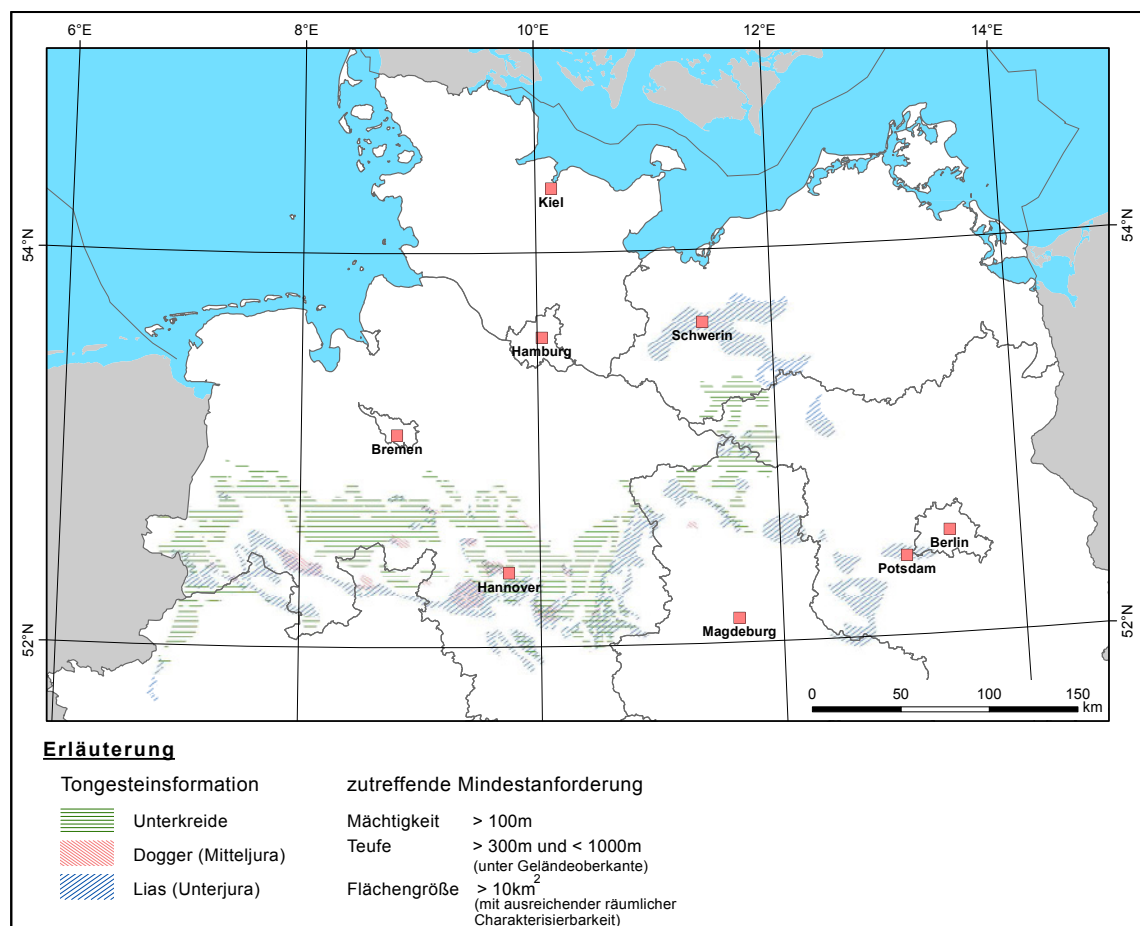 6°E 8°E 10°E 12°E 14°E
54°N 54°N
52°N 52°N
Kiel
Schwerin
Hamburg
Bremen
Berlin
Potsdam
Hannover
Magdeburg
0 50 100 150
km
Erläuterung
Tongesteinsformation zutreffende Mindestanforderung
Unterkreide Mächtigkeit > 100m
Dogger (Mitteljura) Teufe > 300m und < 1000m
(unter Geländeoberkante)
Lias (Unterjura) Flächengröße > 10km²
(mit ausreichender räumlicher
Charakterisierbarkeit)